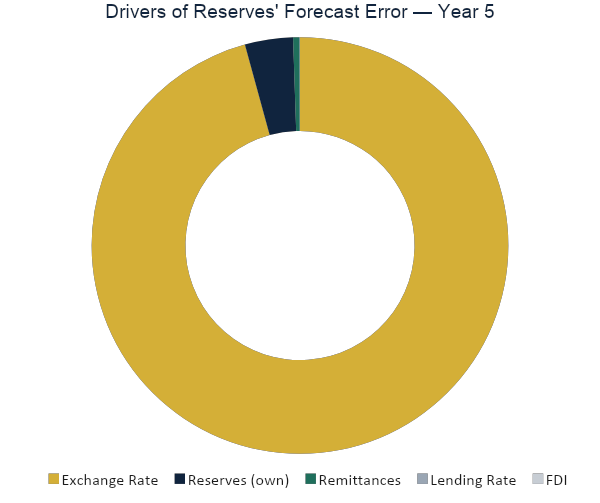 Drivers of Reserves' Forecast Error — Year 5
Exchange Rate Reserves (own) Remittances Lending Rate FDI